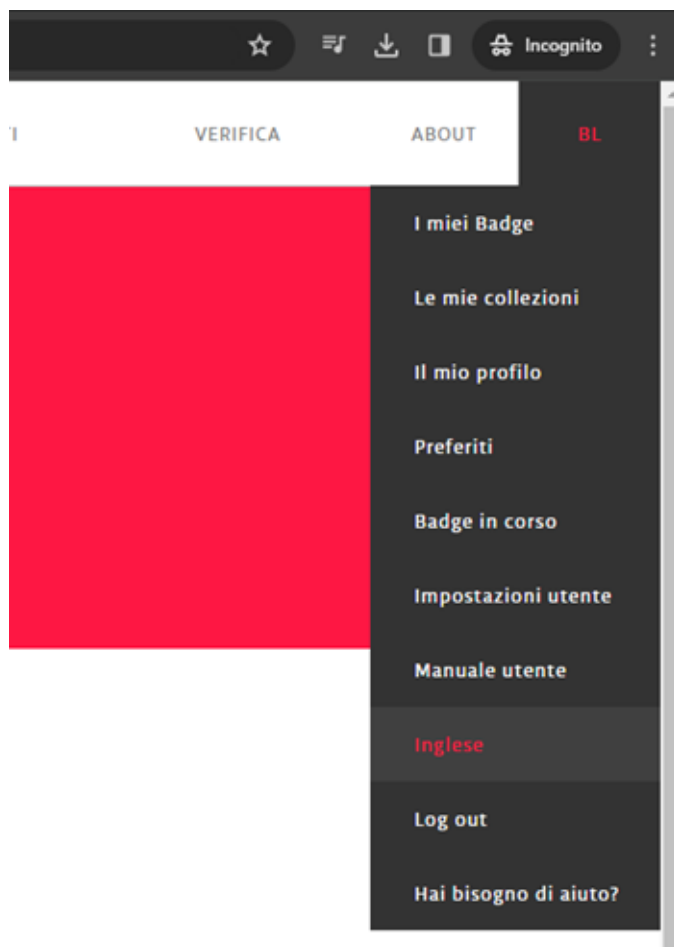 Incognito
VERIFICA ABOUT BL
I miei Badge
Le mie collezioni
Il mio profilo
Preferiti
Badge in corso
Impostazioni utente
Manuale utente
Inglese
Log out
Hai bisogno di aiuto?